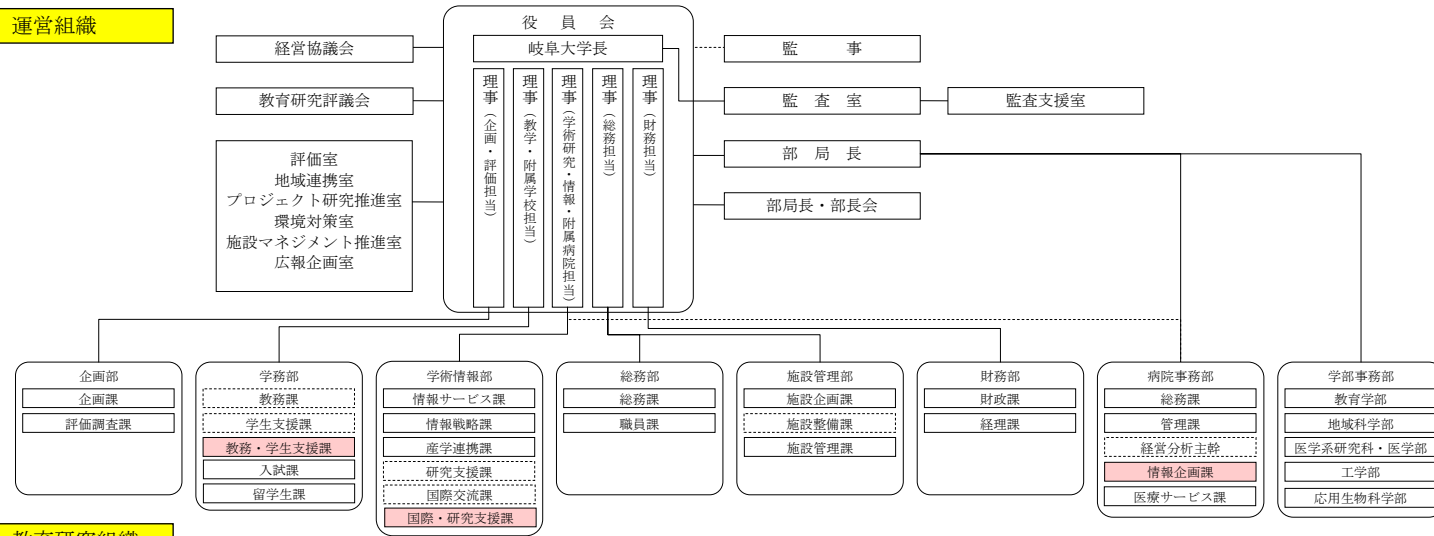 運営組織
役 員 会
岐阜大学長
理事（企画・評価担当）
理事（教学・附属学校担当）
理事（学術研究・情報・附属病院担当）
理事（総務担当）
理事（財務担当）
経営協議会
教育研究評議会
評価室
地域連携室
プロジェクト研究推進室
環境対策室
施設マネジメント推進室
広報企画室
監 事
監 査 室
監査支援室
部 局 長
部局長・部長会
企画部
企画課
評価調査課
学務部
教務課
学生支援課
教務・学生支援課
入試課
留学生課
学術情報部
情報サービス課
情報戦略課
産学連携課
研究支援課
国際交流課
国際・研究支援課
総務部
総務課
職員課
施設管理部
施設企画課
施設整備課
施設管理課
財務部
財政課
経理課
病院事務部
総務課
管理課
経営分析主幹
情報企画課
医療サービス課
学部事務部
教育学部
地域科学部
医学系研究科・医学部
工学部
応用生物科学部
教育研究組織